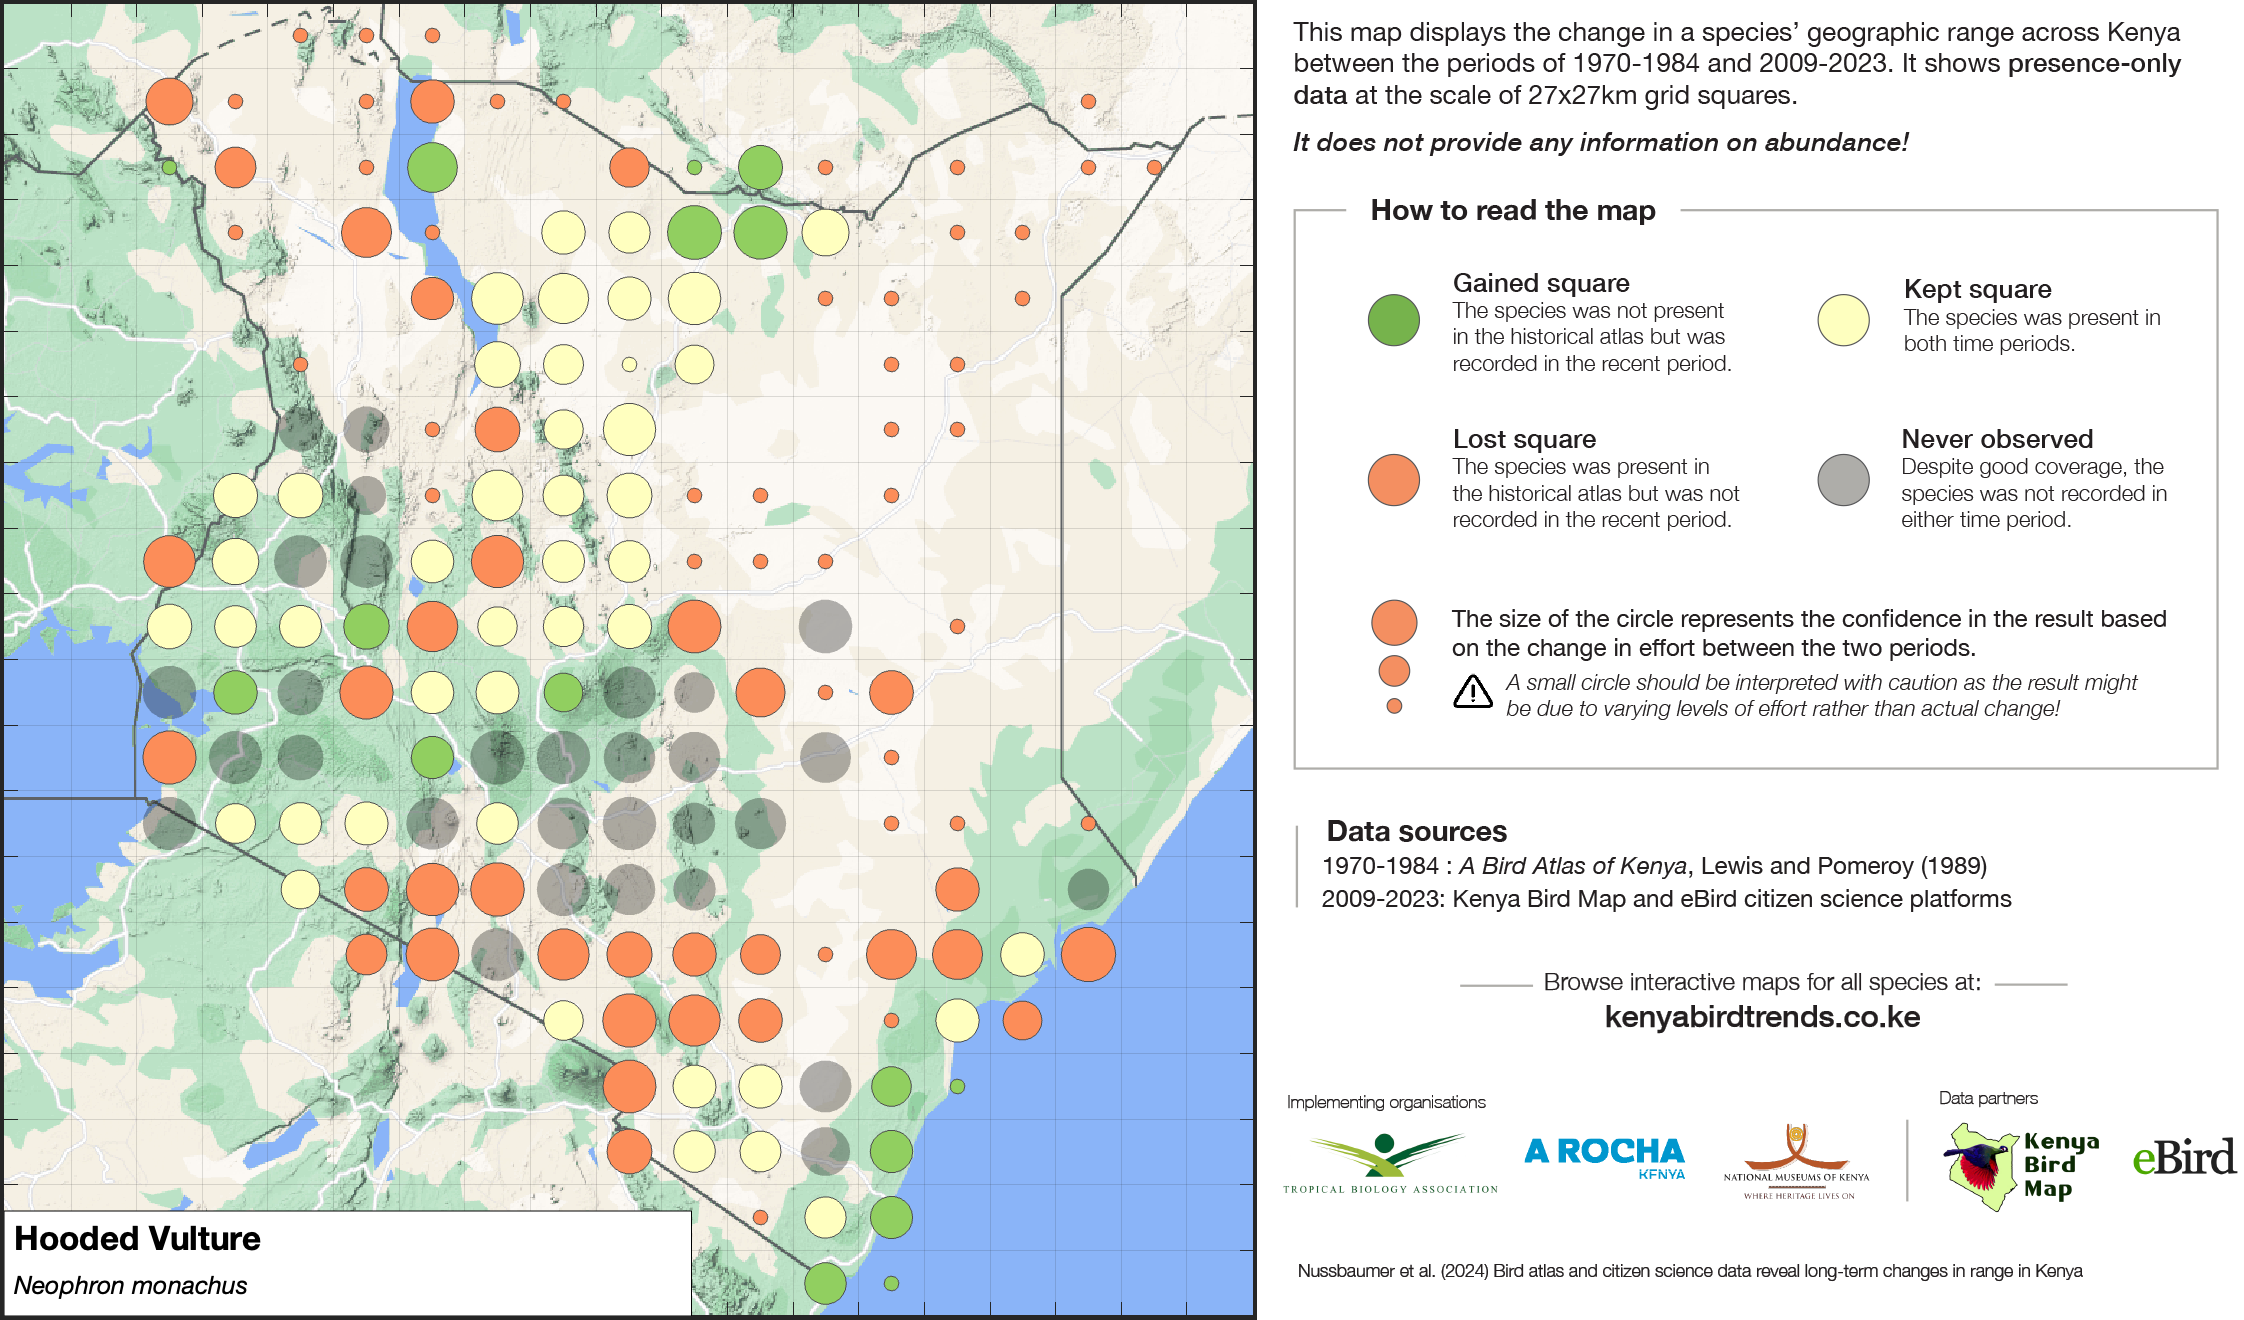 This map displays the change in a species’ geographic range across Kenya
between the periods of 1970-1984 and 2009-2023. It shows presence-only
data at the scale of 27x27km grid squares.
It does not provide any information on abundance!
How to read the map
Gained square
The species was not present
in the historical atlas but was
recorded in the recent period.
Kept square
The species was present in
both time periods.
Lost square
The species was present in
the historical atlas but was not
recorded in the recent period.
Never observed
Despite good coverage, the
species was not recorded in
either time period.
The size of the circle represents the confidence in the result based
on the change in effort between the two periods.
A small circle should be interpreted with caution as the result might
be due to varying levels of effort rather than actual change!
Data sources
1970-1984 : A Bird Atlas of Kenya, Lewis and Pomeroy (1989)
2009-2023: Kenya Bird Map and eBird citizen science platforms
Browse interactive maps for all species at:
kenyabirdtrends.co.ke
Implementing organisations
Data partners
TROPICAL BIOLOGY ASSOCIATION
A ROCHA
KENYA
NATIONAL MUSEUMS OF KENYA
WHERE HERITAGE LIVES ON
Kenya
Bird
Map
eBird
Nussbaumer et al. (2024) Bird atlas and citizen science data reveal long-term changes in range in Kenya
Hooded Vulture
Neophron monachus